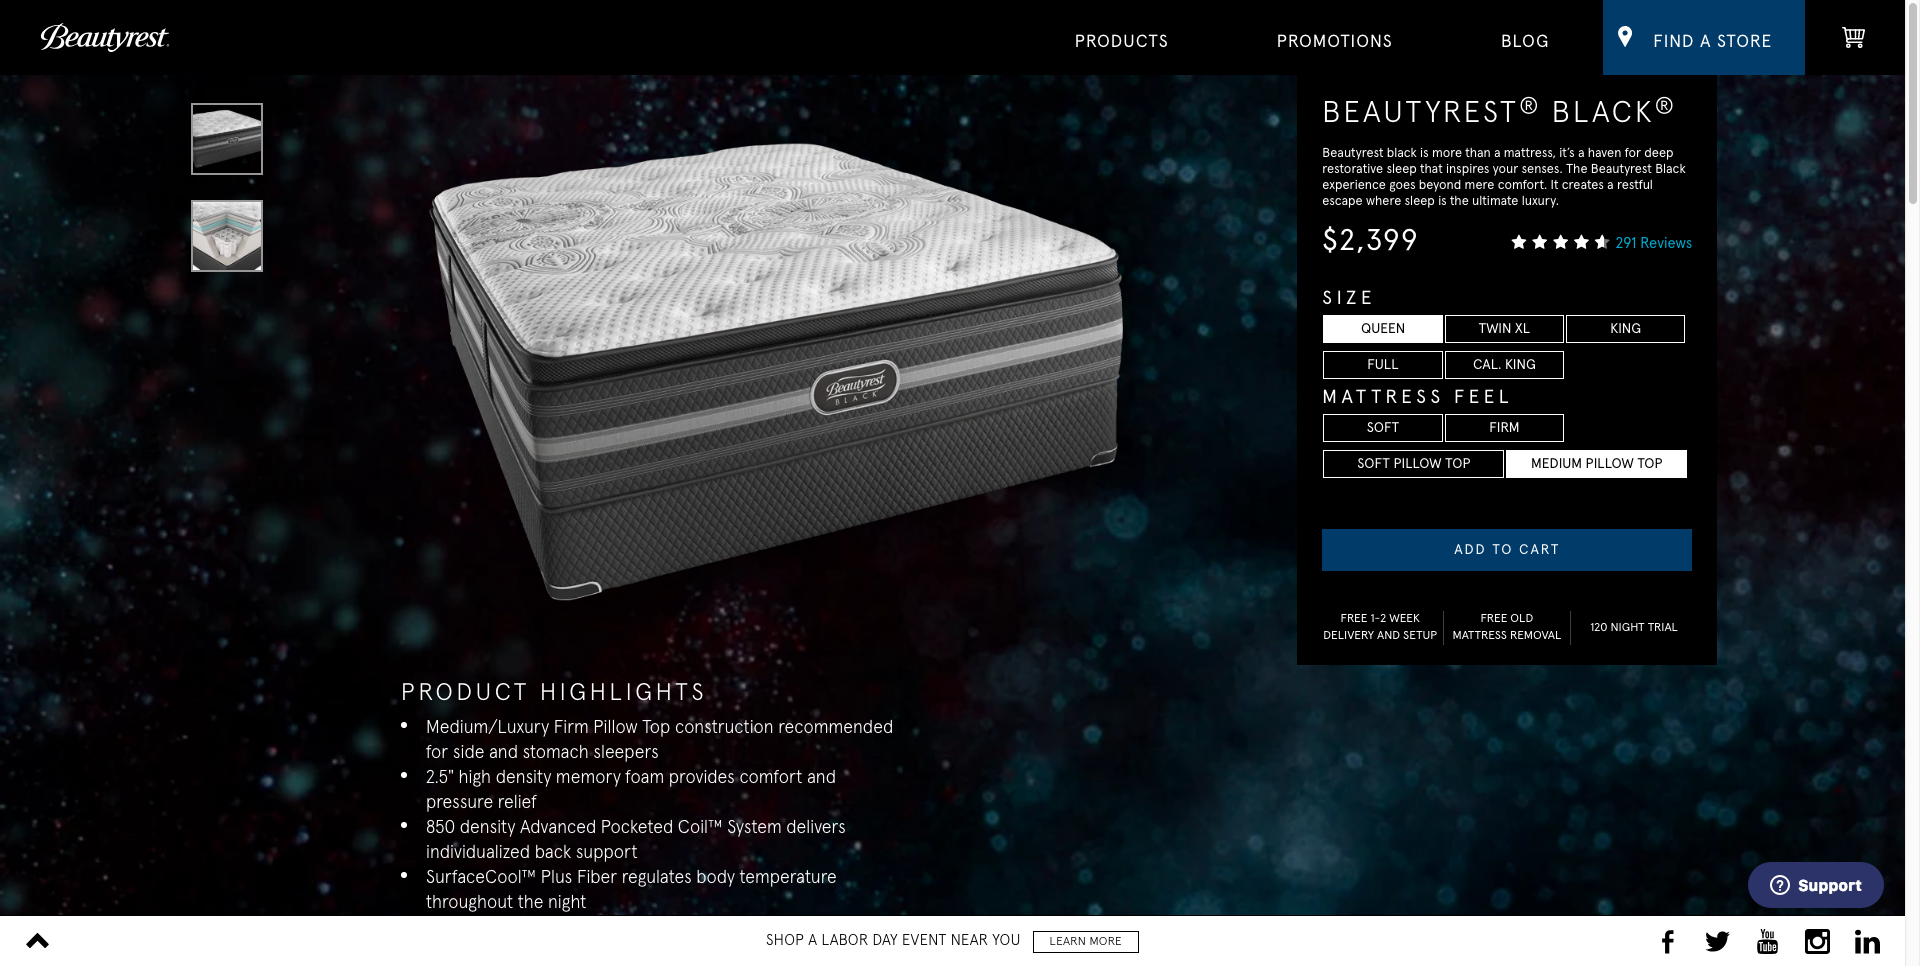 Beautyrest
PRODUCTS
PROMOTIONS
BLOG
FIND A STORE
BEAUTYREST® BLACK®
Beautyrest black is more than a mattress, it's a haven for deep
restorative sleep that inspires your senses. The Beautyrest Black
experience goes beyond mere comfort. It creates a restful
escape where sleep is the ultimate luxury.
$2,399
291 Reviews
SIZE
QUEEN
TWIN XL
KING
FULL
CAL. KING
MATTRESS FEEL
SOFT
FIRM
SOFT PILLOW TOP
MEDIUM PILLOW TOP
ADD TO CART
FREE 1-2 WEEK
DELIVERY AND SETUP
FREE OLD
MATTRESS REMOVAL
120 NIGHT TRIAL
Beautyrest
BLACK
PRODUCT HIGHLIGHTS
• Medium/Luxury Firm Pillow Top construction recommended
for side and stomach sleepers
• 2.5" high density memory foam provides comfort and
pressure relief
• 850 density Advanced Pocketed Coil™ System delivers
individualized back support
• SurfaceCool™ Plus Fiber regulates body temperature
throughout the night
Support
SHOP A LABOR DAY EVENT NEAR YOU
LEARN MORE
You
Tube